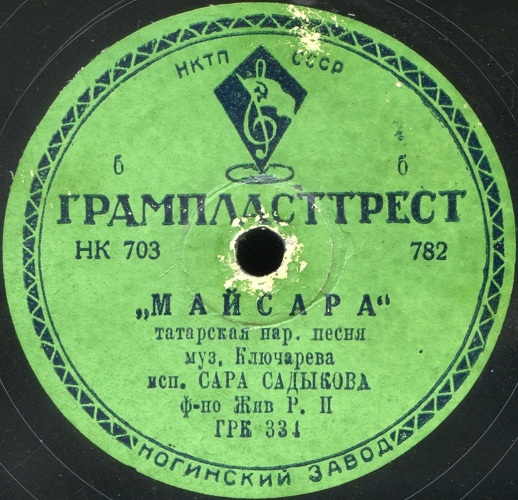 НКТП СССР
б б
ГРАМПЛАСТТРЕСТ
НК 703 782
„МАЙСАРА“
татарская нар. песня
муз. Ключарева
исп. САРА САДЫКОВА
ф-но Жив Р. П
ГРК 334
НОГИНСКИЙ ЗАВОД